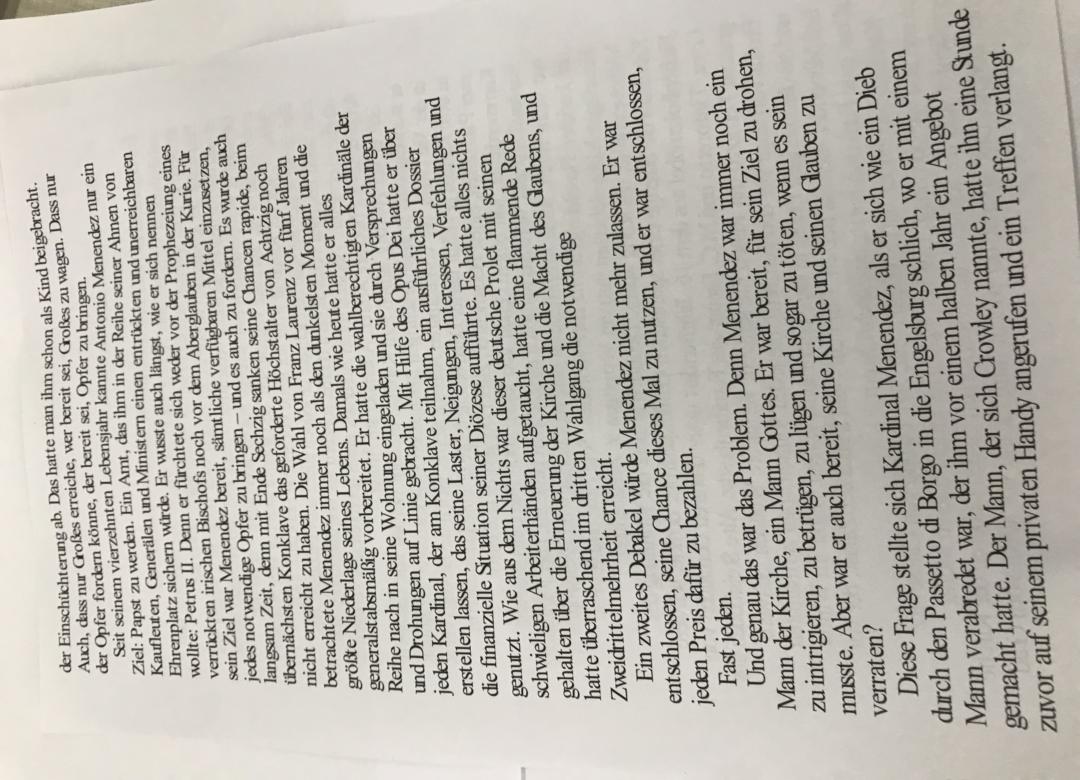 der Einschüchterung ab. Das hatte man ihm schon als Kind beigebracht.
Auch, dass nur Großes erreiche, wer bereit sei, Großes zu wagen. Dass nur
der Opfer fordern könne, der bereit sei, Opfer zu bringen.
Seit seinem vierzehnten Lebensjahr kannte Antonio Menendez nur ein
Ziel: Papst zu werden. Ein Amt, das ihm in der Reihe seiner Ahnen von
Kaufleuten, Generälen und Ministern einen entrückten und unerreichbaren
Ehrenplatz sichern würde. Er wusste auch längst, wie er sich nennen
wollte: Petrus II. Denn er fürchtete sich weder vor der Prophezeiung eines
verrückten irischen Bischofs noch vor dem Aberglauben in der Kurie. Für
sein Ziel war Menendez bereit, sämtliche verfügbaren Mittel einzusetzen,
jedes notwendige Opfer zu bringen – und es auch zu fordern. Es wurde auch
langsam Zeit, denn mit Ende Sechzig sanken seine Chancen rapide, beim
übernächsten Konklave das geforderte Höchstalter von Achtzig noch
nicht erreicht zu haben. Die Wahl von Franz Laurenz vor fünf Jahren
betrachtete Menendez immer noch als den dunkelsten Moment und die
größte Niederlage seines Lebens. Damals wie heute hatte er alles
generalstabsmäßig vorbereitet. Er hatte die wahlberechtigten Kardinäle der
Reihe nach in seine Wohnung eingeladen und sie durch Versprechungen
und Drohungen auf Linie gebracht. Mit Hilfe des Opus Dei hatte er über
jeden Kardinal, der am Konklave teilnahm, ein ausführliches Dossier
erstellen lassen, das seine Laster, Neigungen, Interessen, Verfehlungen und
die finanzielle Situation seiner Diözese aufführte. Es hatte alles nichts
genutzt. Wie aus dem Nichts war dieser deutsche Prolet mit seinen
schwieligen Arbeiterhänden aufgetaucht, hatte eine flammende Rede
gehalten über die Erneuerung der Kirche und die Macht des Glaubens, und
hatte überraschend im dritten Wahlgang die notwendige
Zweidrittelmehrheit erreicht.
Ein zweites Debakel würde Menendez nicht mehr zulassen. Er war
entschlossen, seine Chance dieses Mal zu nutzen, und er war entschlossen,
jeden Preis dafür zu bezahlen.
Fast jeden.
Und genau das war das Problem. Denn Menendez war immer noch ein
Mann der Kirche, ein Mann Gottes. Er war bereit, für sein Ziel zu drohen,
zu intrigieren, zu betrügen, zu lügen und sogar zu töten, wenn es sein
musste. Aber war er auch bereit, seine Kirche und seinen Glauben zu
verraten?
Diese Frage stellte sich Kardinal Menendez, als er sich wie ein Dieb
durch den Passetto di Borgo in die Engelsburg schlich, wo er mit einem
Mann verabredet war, der ihm vor einem halben Jahr ein Angebot
gemacht hatte. Der Mann, der sich Crowley nannte, hatte ihn eine Stunde
zuvor auf seinem privaten Handy angerufen und ein Treffen verlangt.